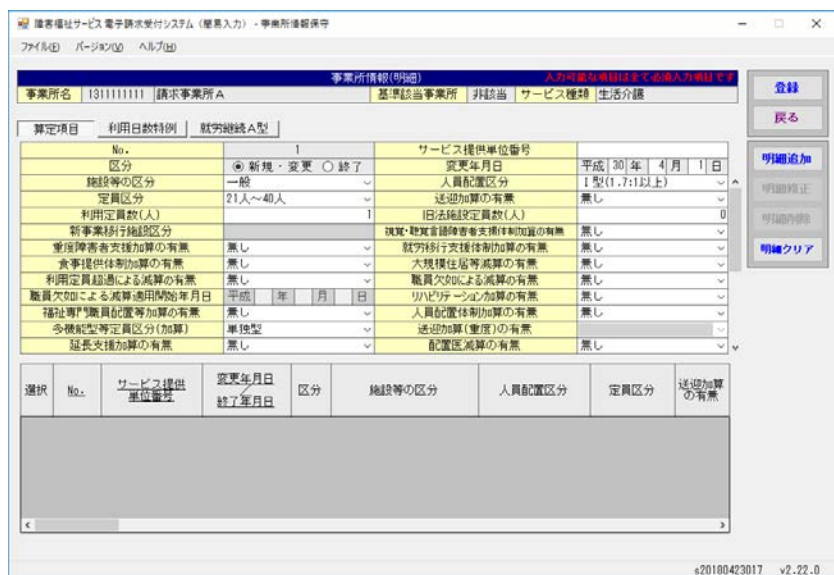 障害福祉サービス 電子請求受付システム (簡易入力) - 事業所情報保守
ファイル(F) バージョン(V) ヘルプ(H)
事業所情報(明細) 入力可能な項目は全て必須入力項目です
事業所名 1311111111 請求事業所A 基準該当事業所 非該当 サービス種類 生活介護
登録
戻る
算定項目 利用日数特例 就労継続A型
No. 1 サービス提供単位番号
区分 新規・変更 終了 変更年月日 平成 30 年 4 月 1 日
施設等の区分 一般 人員配置区分 Ⅰ型(1.7:1以上)
定員区分 21人～40人 送迎加算の有無 無し
利用定員数(人) 1 旧法施設定員数(人) 0
新事業移行施設区分 視覚・聴覚言語障害者支援体制加算の有無 無し
重度障害者支援加算の有無 無し 就労移行支援体制加算の有無 無し
食事提供体制加算の有無 無し 大規模住居等減算の有無 無し
利用定員超過による減算の有無 無し 職員欠如による減算の有無 無し
職員欠如による減算適用開始年月日 平成 年 月 日 リハビリテーション加算の有無 無し
福祉専門職員配置等加算の有無 無し 人員配置体制加算の有無 無し
多機能型等定員区分(加算) 単独型 送迎加算(重度)の有無
延長支援加算の有無 無し 配置医減算の有無 無し
明細追加
明細修正
明細削除
明細クリア
選択 No. サービス提供単位番号 変更年月日／終了年月日 区分 施設等の区分 人員配置区分 定員区分 送迎加算の有無
s20180423017 v2.22.0